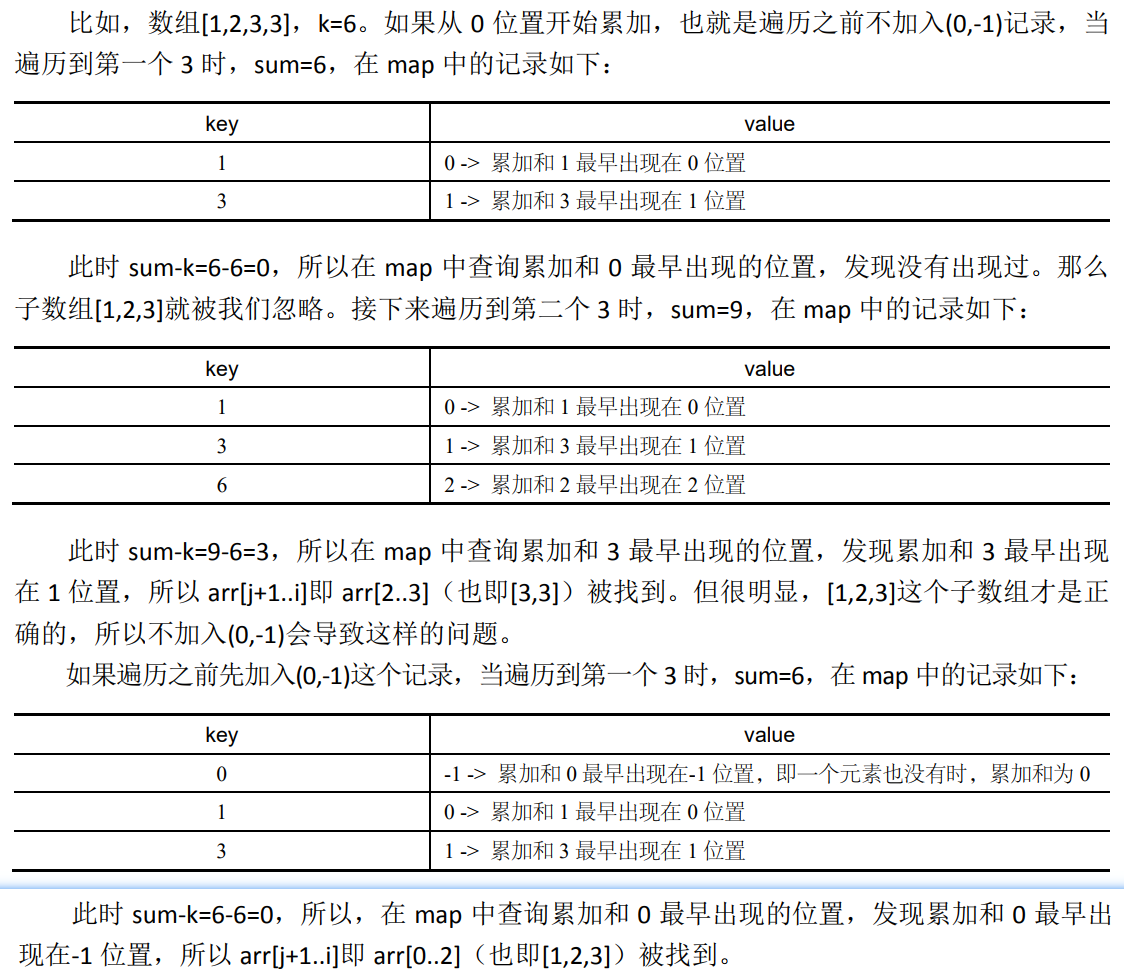 比如，数组[1,2,3,3]，k=6。如果从 0 位置开始累加，也就是遍历之前不加入(0,-1)记录，当
遍历到第一个 3 时，sum=6，在 map 中的记录如下：
key value
1 0 -> 累加和 1 最早出现在 0 位置
3 1 -> 累加和 3 最早出现在 1 位置
此时 sum-k=6-6=0，所以在 map 中查询累加和 0 最早出现的位置，发现没有出现过。那么
子数组[1,2,3]就被我们忽略。接下来遍历到第二个 3 时，sum=9，在 map 中的记录如下：
key value
1 0 -> 累加和 1 最早出现在 0 位置
3 1 -> 累加和 3 最早出现在 1 位置
6 2 -> 累加和 2 最早出现在 2 位置
此时 sum-k=9-6=3，所以在 map 中查询累加和 3 最早出现的位置，发现累加和 3 最早出现
在 1 位置，所以 arr[j+1..i]即 arr[2..3]（也即[3,3]）被找到。但很明显，[1,2,3]这个子数组才是正
确的，所以不加入(0,-1)会导致这样的问题。
如果遍历之前先加入(0,-1)这个记录，当遍历到第一个 3 时，sum=6，在 map 中的记录如下：
key value
0 -1 -> 累加和 0 最早出现在-1 位置，即一个元素也没有时，累加和为 0
1 0 -> 累加和 1 最早出现在 0 位置
3 1 -> 累加和 3 最早出现在 1 位置
此时 sum-k=6-6=0，所以，在 map 中查询累加和 0 最早出现的位置，发现累加和 0 最早出
现在-1 位置，所以 arr[j+1..i]即 arr[0..2]（也即[1,2,3]）被找到。